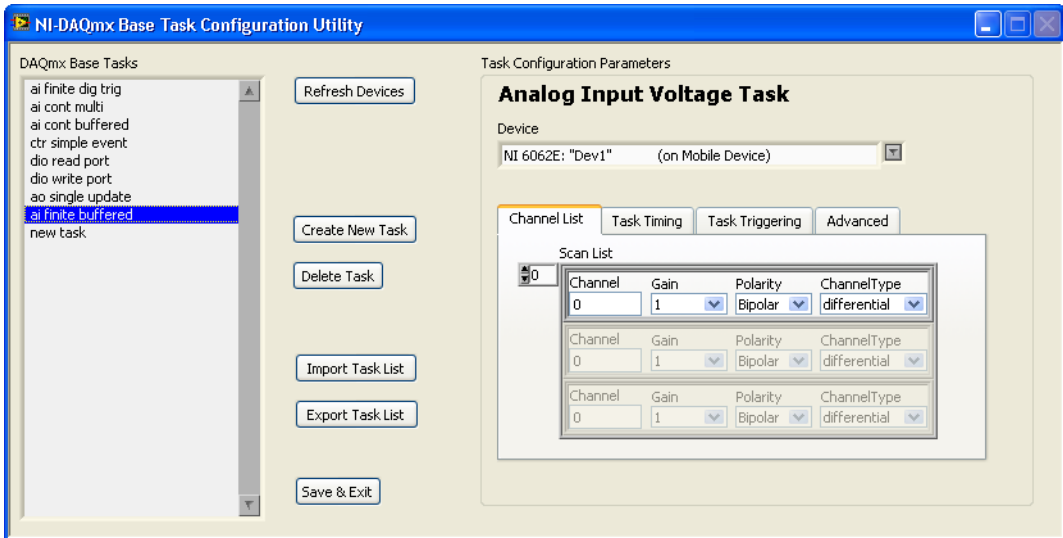 NI-DAQmx Base Task Configuration Utility
DAQmx Base Tasks
ai finite dig trig
ai cont multi
ai cont buffered
ctr simple event
dio read port
dio write port
ao single update
ai finite buffered
new task
Refresh Devices
Create New Task
Delete Task
Import Task List
Export Task List
Save & Exit
Task Configuration Parameters
Analog Input Voltage Task
Device
NI 6062E: "Dev1" (on Mobile Device)
Channel List Task Timing Task Triggering Advanced
Scan List
0
Channel Gain Polarity ChannelType
0 1 Bipolar differential
Channel Gain Polarity ChannelType
0 1 Bipolar differential
Channel Gain Polarity ChannelType
0 1 Bipolar differential